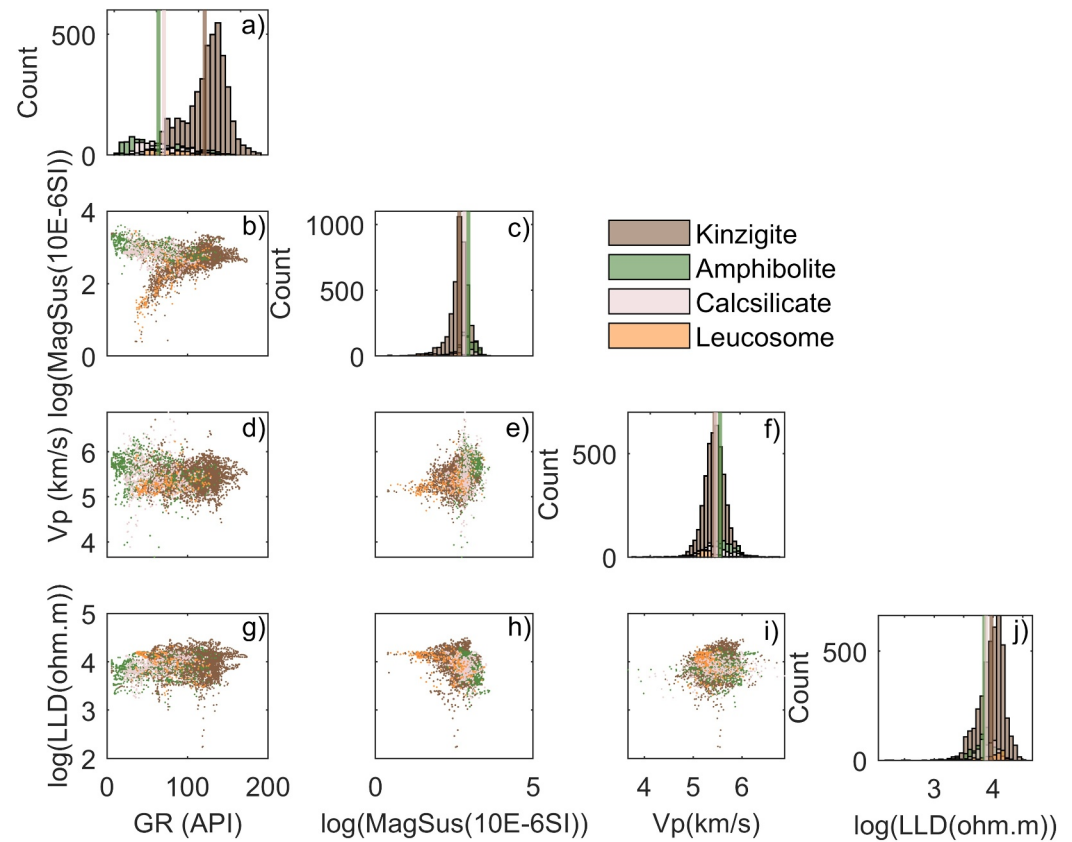 a)
500
0
Count
b)
4
2
0
log(MagSus(10E-6SI))
c)
1000
500
0
Count
Kinzigite
Amphibolite
Calcsilicate
Leucosome
d)
6
5
4
Vp (km/s)
e)
f)
500
0
Count
g)
5
4
3
2
log(LLD(ohm.m))
h)
i)
j)
500
0
Count
0 100 200
0 5
4 5 6
3 4
GR (API)
log(MagSus(10E-6SI))
Vp(km/s)
log(LLD(ohm.m))